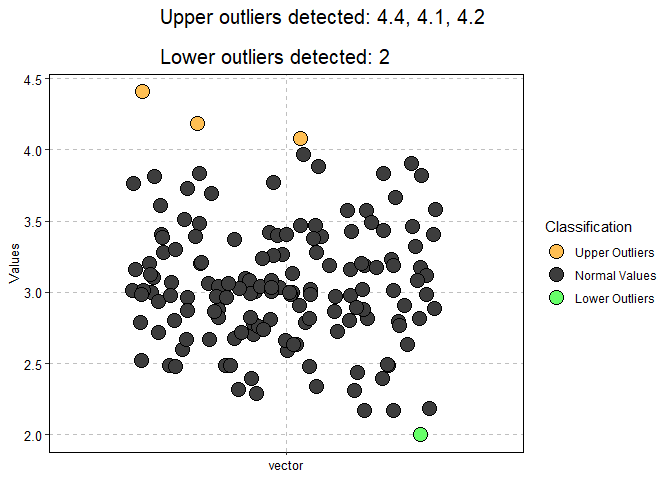 Upper outliers detected: 4.4, 4.1, 4.2
Lower outliers detected: 2
4.5
4.0
3.5
3.0
2.5
2.0
Values
vector
Classification
Upper Outliers
Normal Values
Lower Outliers